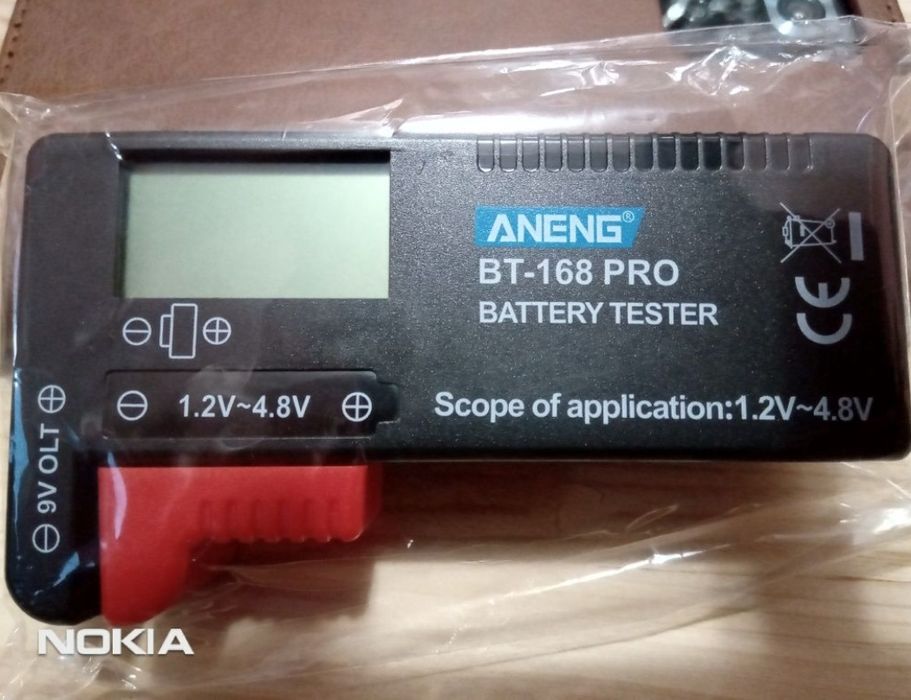 ANENG®
BT-168 PRO
BATTERY TESTER
⊖ ⊕
⊖ 1.2V~4.8V ⊕
Scope of application:1.2V~4.8V
⊖ 9V OLT ⊕
CE
NOKIA